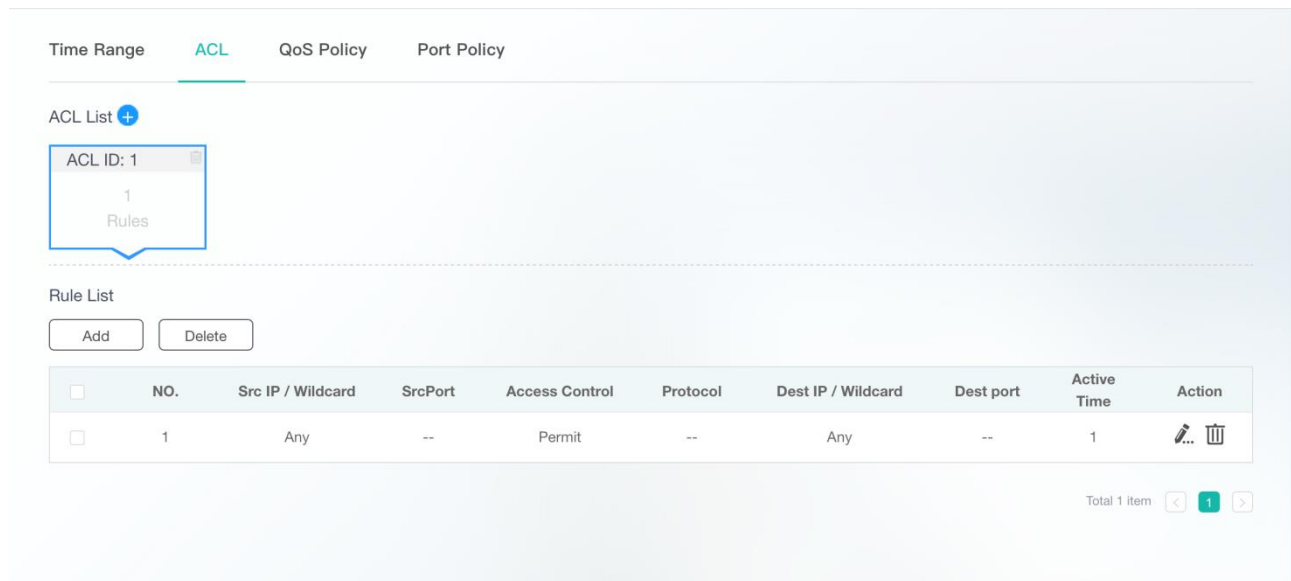 Time Range ACL QoS Policy Port Policy
ACL List
ACL ID: 1
1
Rules
Rule List
Add Delete
NO. Src IP / Wildcard SrcPort Access Control Protocol Dest IP / Wildcard Dest port Active Time Action
1 Any -- Permit -- Any -- 1
Total 1 item < 1 >